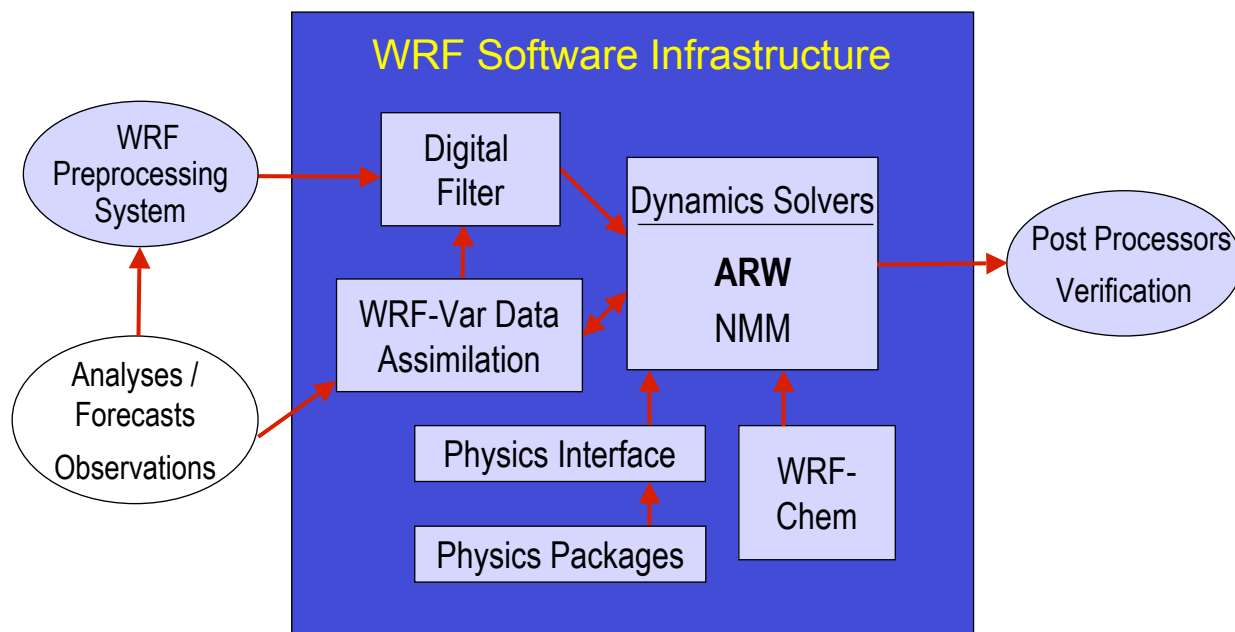 WRF Software Infrastructure
WRF
Preprocessing
System
Digital
Filter
Dynamics Solvers
ARW
NMM
Post Processors
Verification
WRF-Var Data
Assimilation
Analyses /
Forecasts
Observations
Physics Interface
WRF-
Chem
Physics Packages